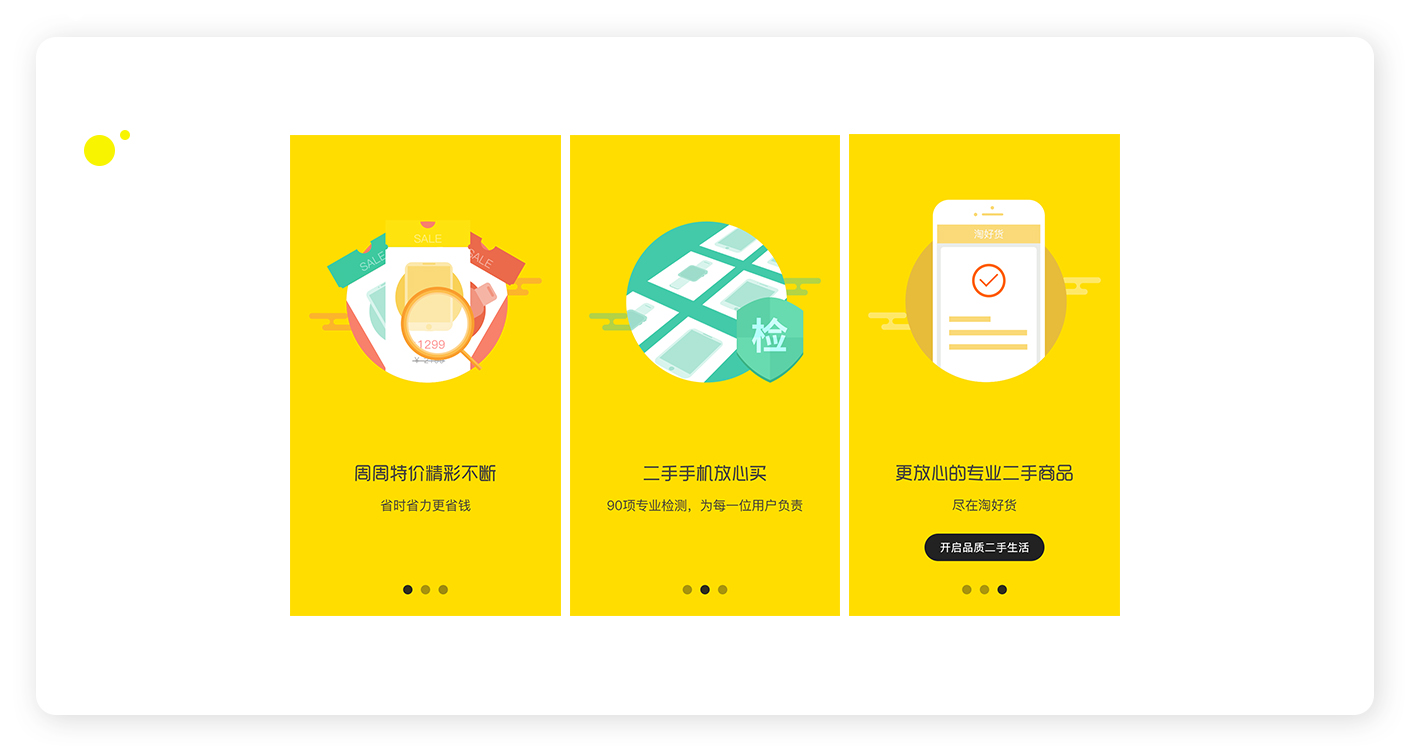 SALE
SALE
SALE
1299
周周特价精彩不断
省时省力更省钱
检
二手手机放心买
90项专业检测，为每一位用户负责
淘好货
更放心的专业二手商品
尽在淘好货
开启品质二手生活